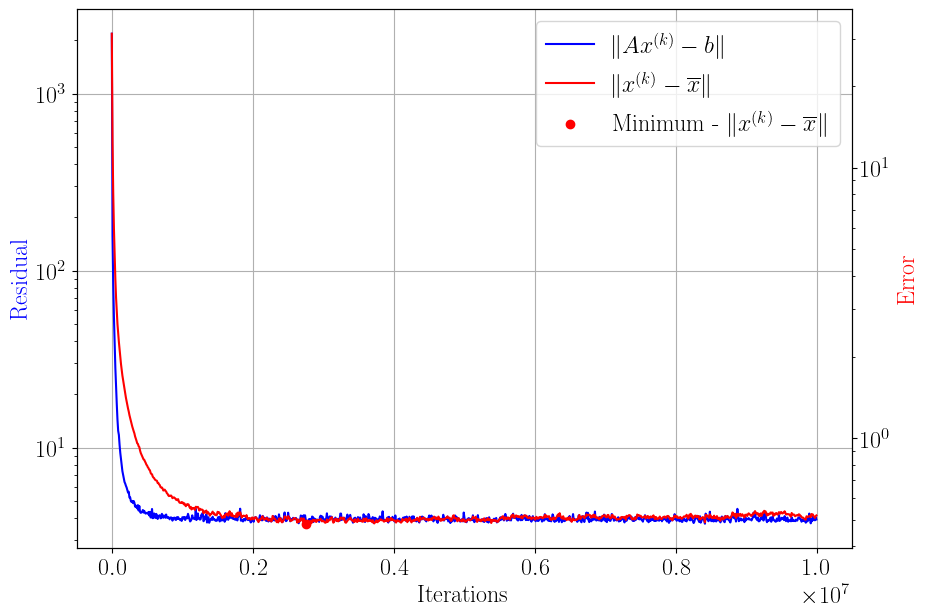 ‖Ax^{(k)} − b‖
‖x^{(k)} − x̅‖
Minimum - ‖x^{(k)} − x̅‖
Residual
10^3
10^2
10^1
Error
10^1
10^0
0.0 0.2 0.4 0.6 0.8 1.0
Iterations
×10^7